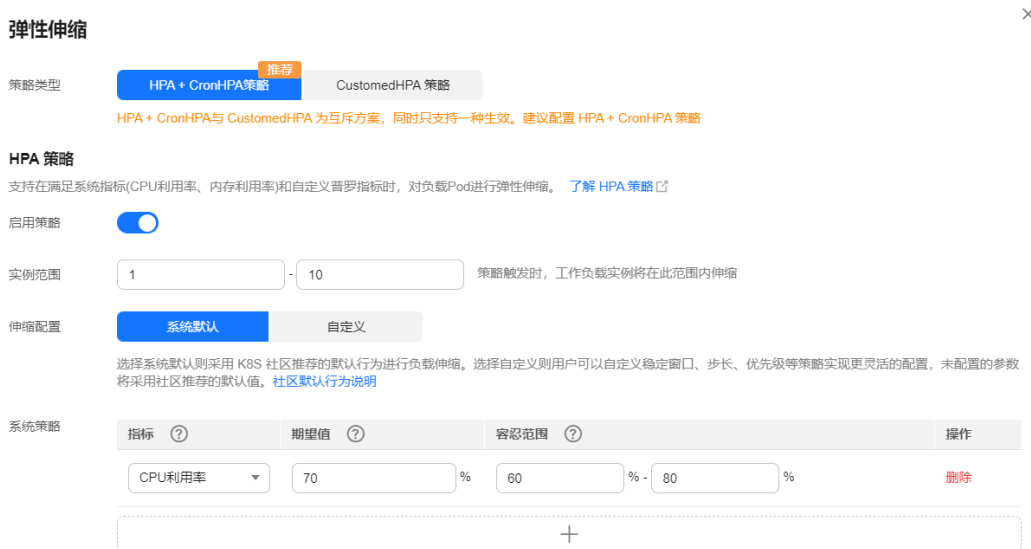 弹性伸缩
策略类型
推荐
HPA + CronHPA策略
CustomedHPA 策略
HPA + CronHPA与 CustomedHPA 为互斥方案，同时只支持一种生效。建议配置 HPA + CronHPA 策略
HPA 策略
支持在满足系统指标(CPU利用率、内存利用率)和自定义普罗指标时，对负载Pod进行弹性伸缩。 了解 HPA 策略
启用策略
实例范围 1 - 10 策略触发时，工作负载实例将在此范围内伸缩
伸缩配置 系统默认 自定义
选择系统默认则采用 K8S 社区推荐的默认行为进行负载伸缩。选择自定义则用户可以自定义稳定窗口、步长、优先级等策略实现更灵活的配置，未配置的参数
将采用社区推荐的默认值。社区默认行为说明
系统策略 指标 ? 期望值 ? 容忍范围 ? 操作
CPU利用率 70 % 60 % - 80 % 删除